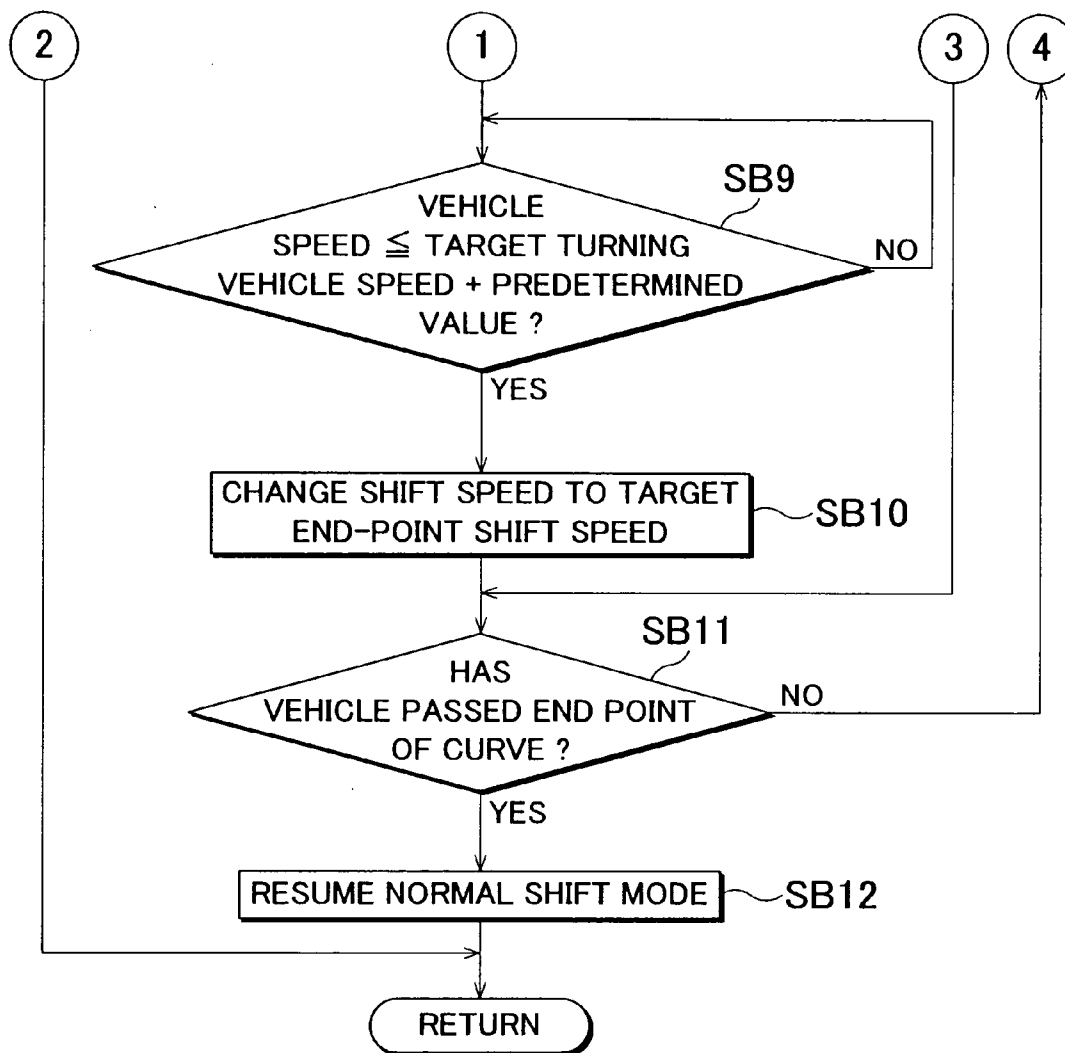 2
1
3
4
SB9
VEHICLE
SPEED ≦ TARGET TURNING
VEHICLE SPEED + PREDETERMINED
VALUE ?
NO
YES
CHANGE SHIFT SPEED TO TARGET
END-POINT SHIFT SPEED
SB10
SB11
HAS
VEHICLE PASSED END POINT
OF CURVE ?
NO
YES
RESUME NORMAL SHIFT MODE
SB12
RETURN